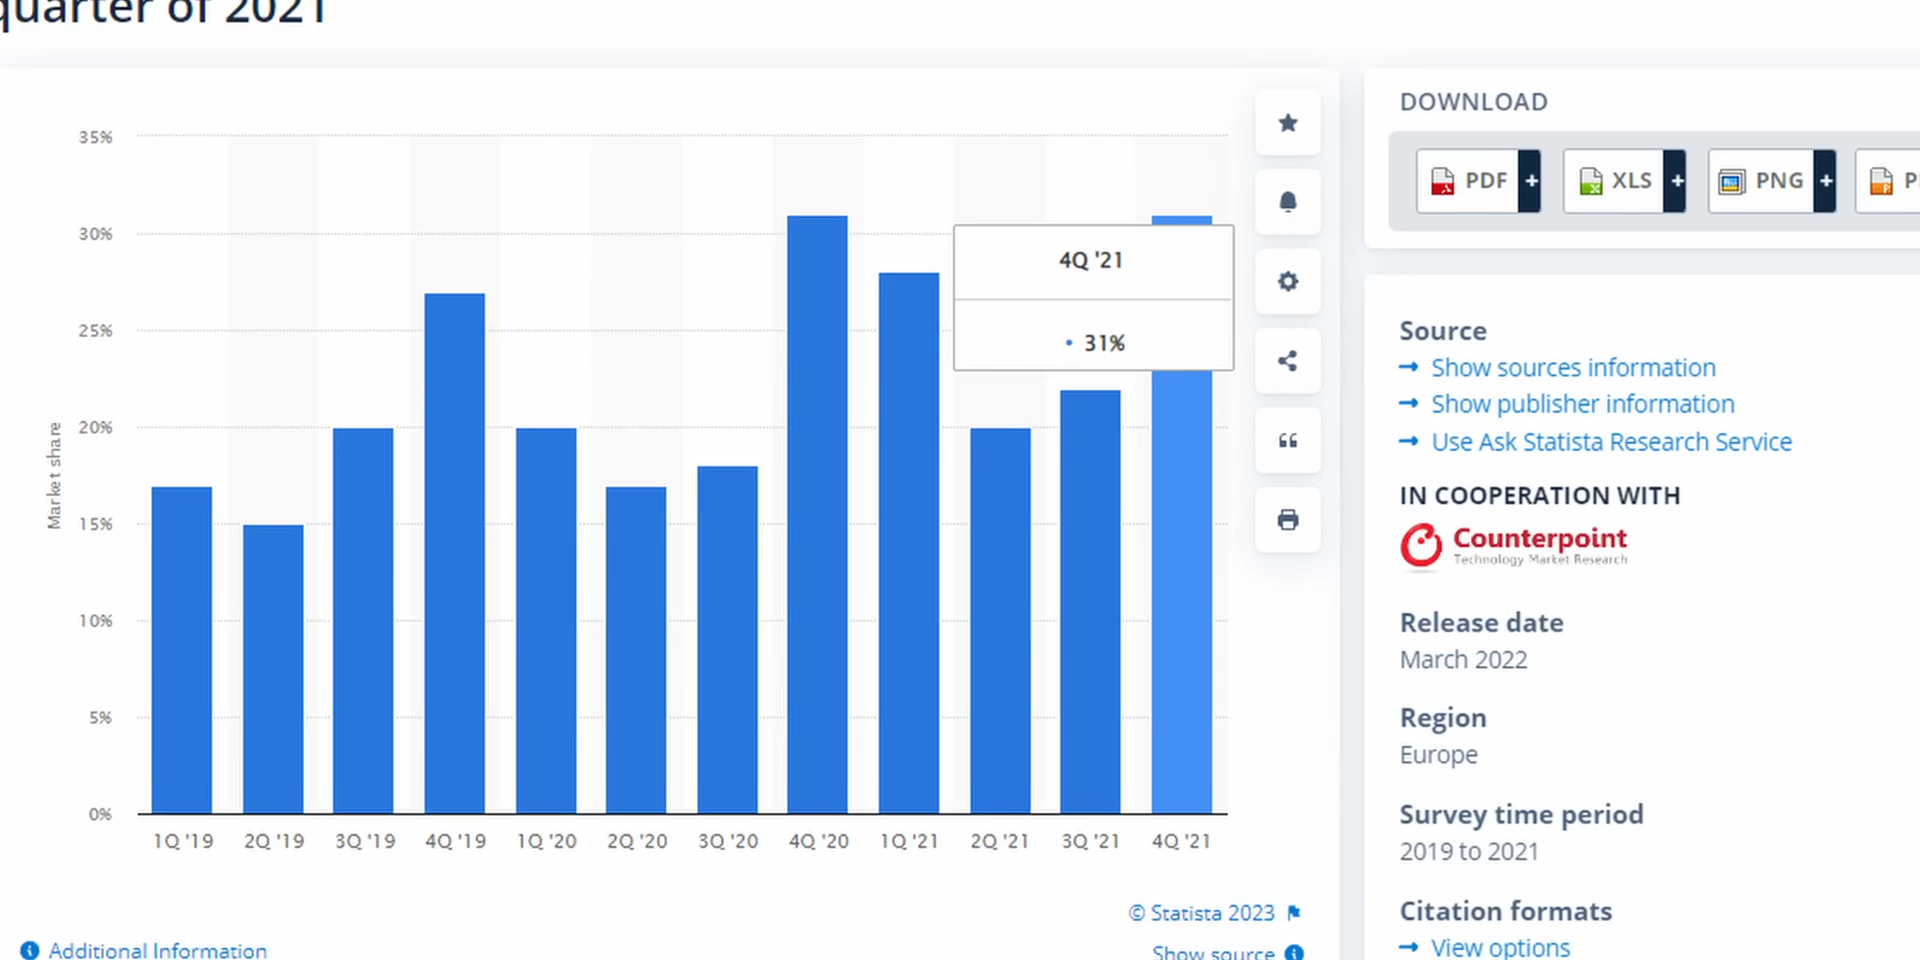 quarter of 2021
35%
30%
25%
20%
15%
10%
5%
0%
Market share
1Q '19
2Q '19
3Q '19
4Q '19
1Q '20
2Q '20
3Q '20
4Q '20
1Q '21
2Q '21
3Q '21
4Q '21
4Q '21
31%
© Statista 2023
Additional Information
Show source
DOWNLOAD
PDF +
XLS +
PNG +
Source
Show sources information
Show publisher information
Use Ask Statista Research Service
IN COOPERATION WITH
Counterpoint
Technology Market Research
Release date
March 2022
Region
Europe
Survey time period
2019 to 2021
Citation formats
View options